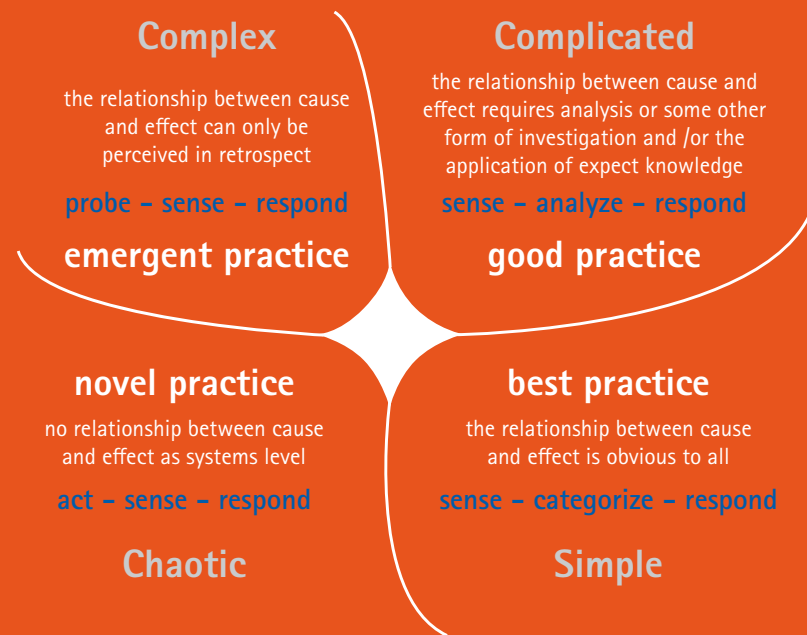 Complex
the relationship between cause
and effect can only be
perceived in retrospect
probe – sense – respond
emergent practice
Complicated
the relationship between cause and
effect requires analysis or some other
form of investigation and /or the
application of expect knowledge
sense – analyze – respond
good practice
novel practice
no relationship between cause
and effect as systems level
act – sense – respond
Chaotic
best practice
the relationship between cause
and effect is obvious to all
sense – categorize – respond
Simple